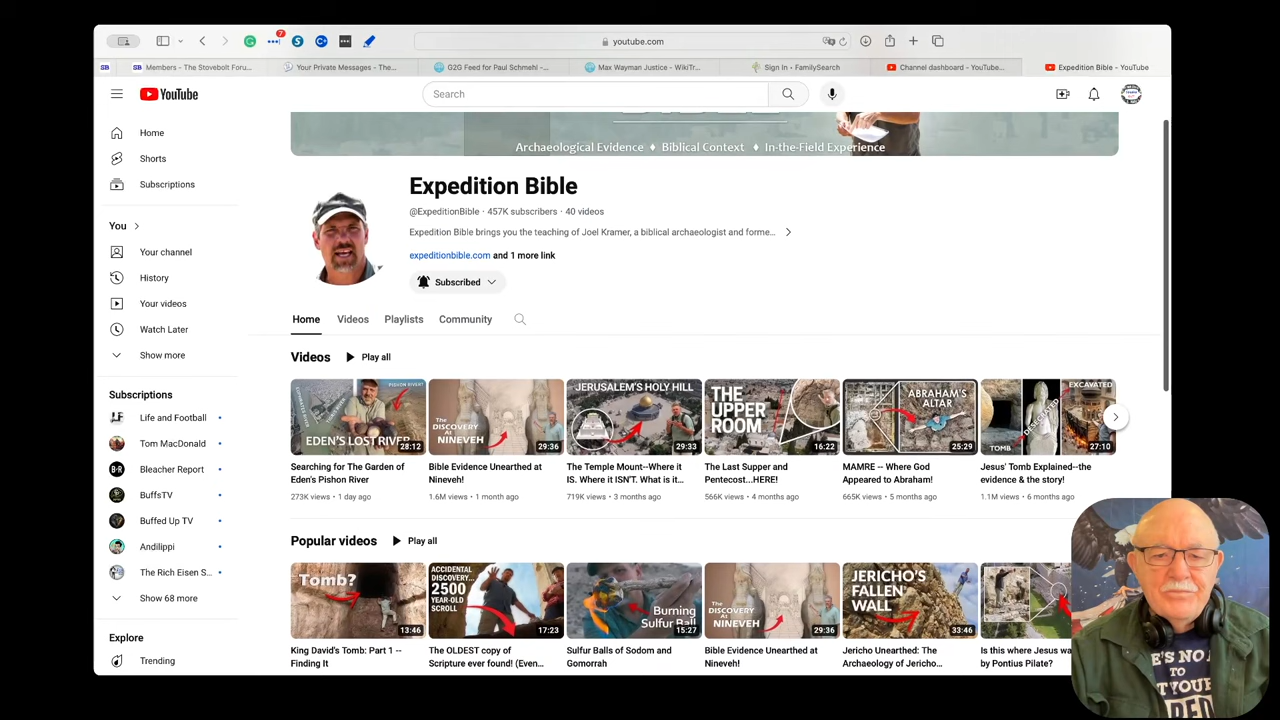 7
youtube.com
SB
SB Members - The Stovebolt Foru...
Your Private Messages - The...
G2G Feed for Paul Schmehl -...
Max Wayman Justice - WikiTr...
Sign In • FamilySearch
Channel dashboard - YouTube...
Expedition Bible - YouTube
YouTube
Search
Home
Shorts
Subscriptions
You
Your channel
History
Your videos
Watch Later
Show more
Subscriptions
Life and Football
Tom MacDonald
Bleacher Report
BuffsTV
Buffed Up TV
Andilippi
The Rich Eisen S...
Show 68 more
Explore
Trending
Archaeological Evidence ♦ Biblical Context ♦ In-the-Field Experience
Expedition Bible
@ExpeditionBible · 457K subscribers · 40 videos
Expedition Bible brings you the teaching of Joel Kramer, a biblical archaeologist and forme...
expeditionbible.com and 1 more link
Subscribed
Home
Videos
Playlists
Community
Videos
Play all
PISHON RIVER?
EDEN'S LOST RIVER
28:12
Searching for The Garden of
Eden's Pishon River
273K views • 1 day ago
The
DISCOVERY
At
NINEVEH
29:36
Bible Evidence Unearthed at
Nineveh!
1.6M views • 1 month ago
JERUSALEM'S HOLY HILL
29:33
The Temple Mount--Where it
IS. Where it ISN'T. What is it...
719K views • 3 months ago
THE
UPPER
ROOM
16:22
The Last Supper and
Pentecost...HERE!
566K views • 4 months ago
ABRAHAM'S
ALTAR
25:29
MAMRE -- Where God
Appeared to Abraham!
665K views • 5 months ago
EXCAVATED
DESECRATED
TOMB
27:10
Jesus' Tomb Explained--the
evidence & the story!
1.1M views • 6 months ago
Popular videos
Play all
Tomb?
13:46
King David's Tomb: Part 1 --
Finding It
ACCIDENTAL
DISCOVERY...
2500
YEAR-OLD
SCROLL
17:23
The OLDEST copy of
Scripture ever found! (Even...
Burning
Sulfur Ball
15:27
Sulfur Balls of Sodom and
Gomorrah
The
DISCOVERY
At
NINEVEH
29:36
Bible Evidence Unearthed at
Nineveh!
JERICHO'S
FALLEN
WALL
33:46
Jericho Unearthed: The
Archaeology of Jericho...
Is this where Jesus wa
by Pontius Pilate?
E'S NO
TO
T YOUR